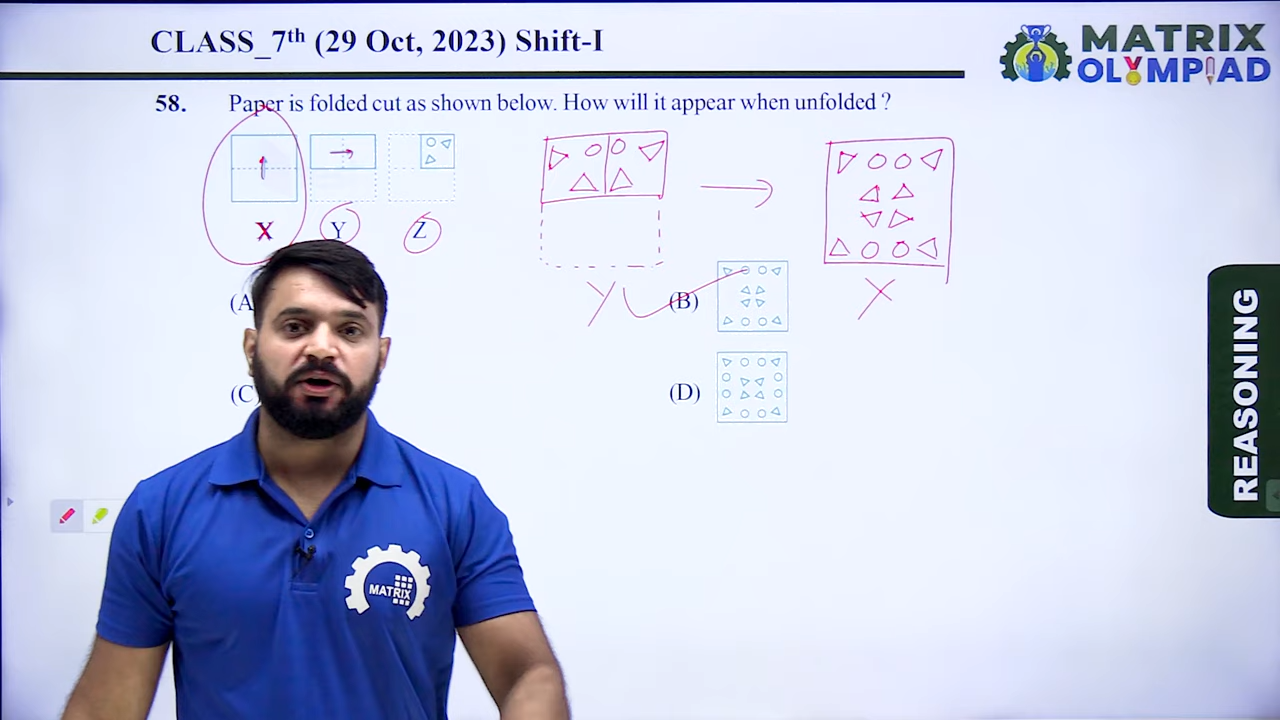 CLASS_7th (29 Oct, 2023) Shift-I
MATRIX
OLYMPIAD
58. Paper is folded cut as shown below. How will it appear when unfolded ?
X Y Z
Y
X
(A
(B)
(C
(D)
REASONING
MATRIX